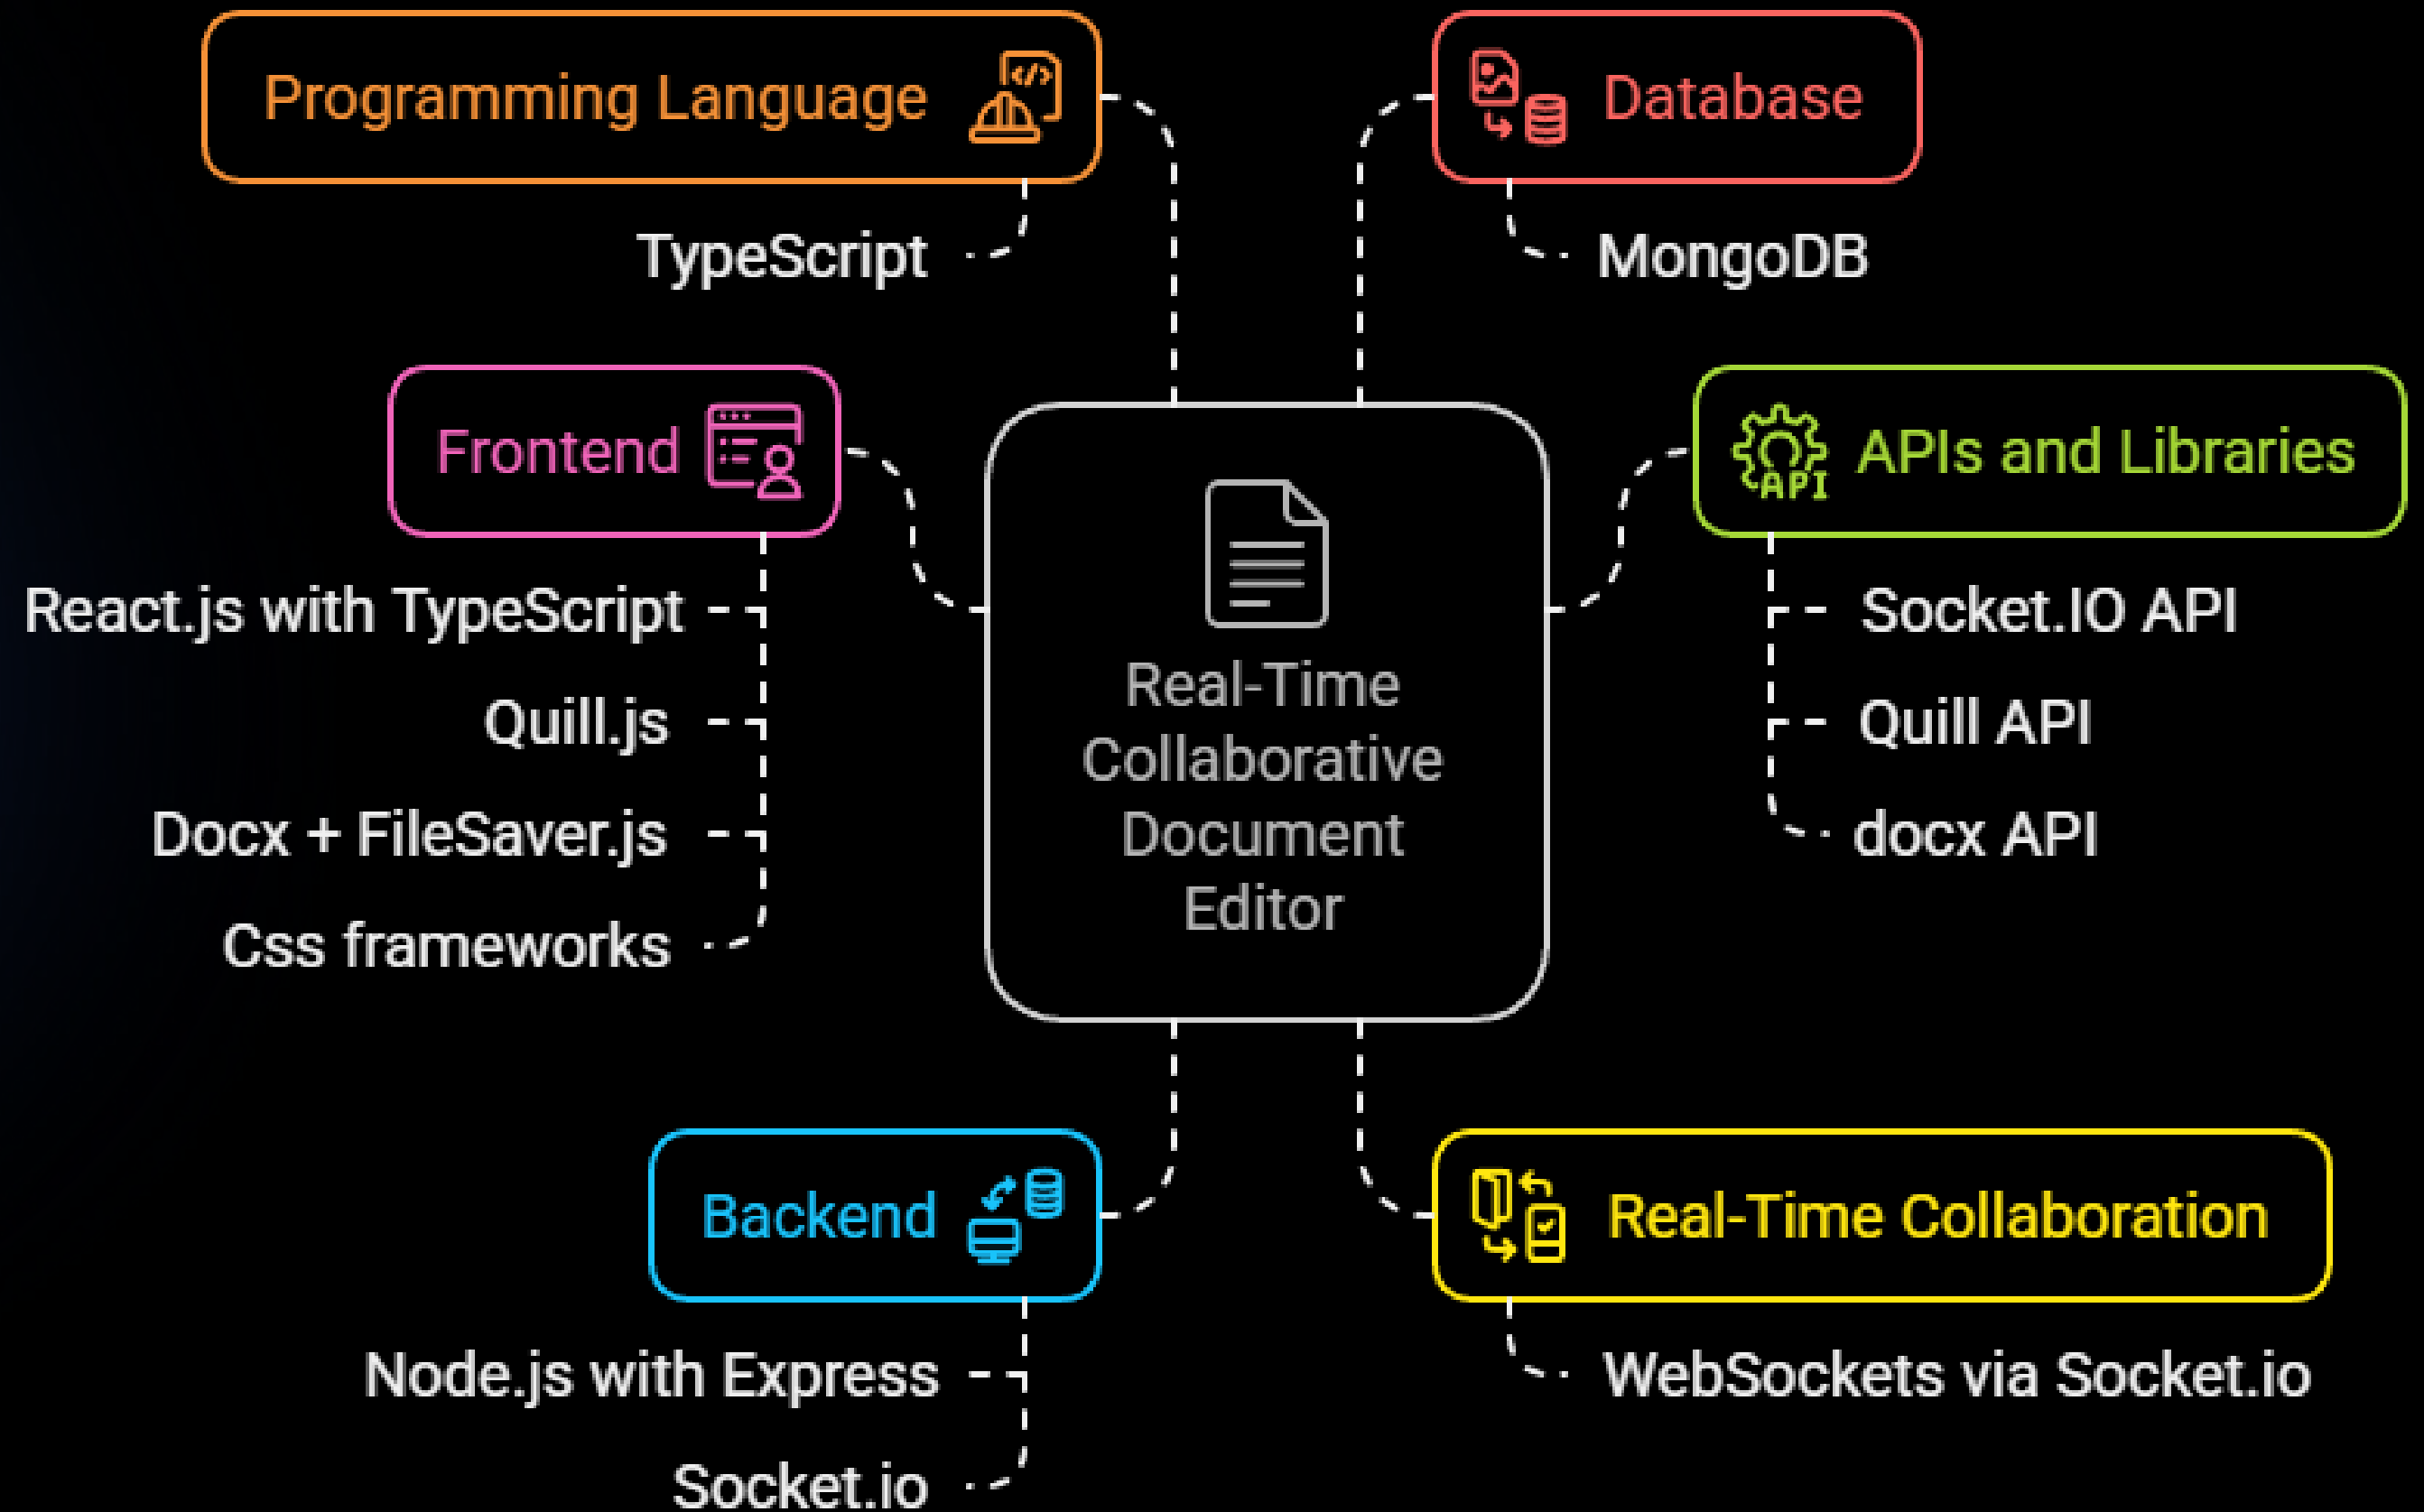 Programming Language
TypeScript
Database
MongoDB
Frontend
React.js with TypeScript
Quill.js
Docx + FileSaver.js
Css frameworks
Real-Time
Collaborative
Document
Editor
API
APIs and Libraries
Socket.IO API
Quill API
docx API
Backend
Node.js with Express
Socket.io
Real-Time Collaboration
WebSockets via Socket.io